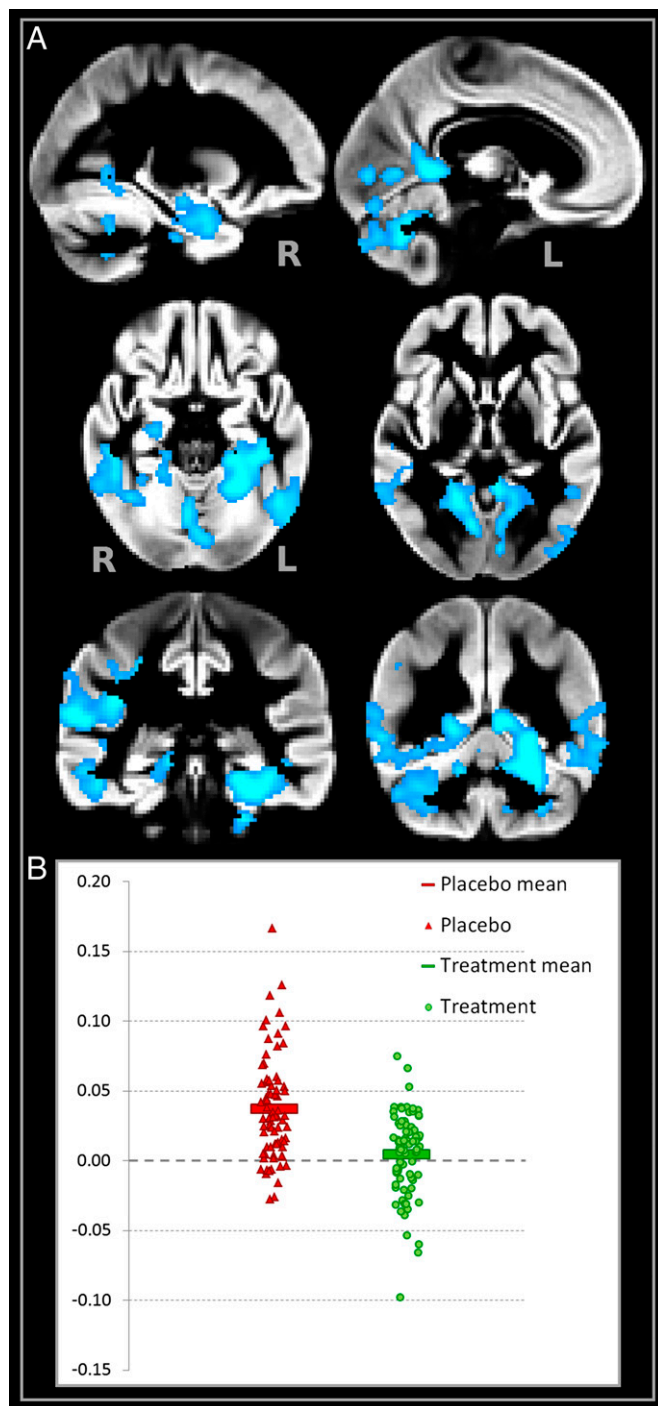 A
R
L
R
L
B
0.20
0.15
0.10
0.05
0.00
-0.05
-0.10
-0.15
Placebo mean
Placebo
Treatment mean
Treatment